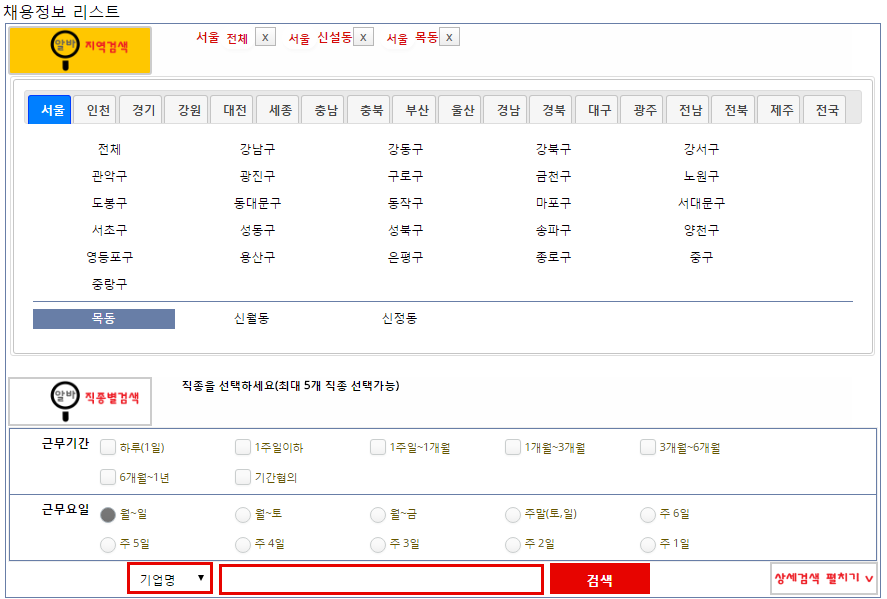 채용정보 리스트
알바 지역검색 서울 전체 x 서울 신설동 x 서울 목동 x
서울 인천 경기 강원 대전 세종 충남 충북 부산 울산 경남 경북 대구 광주 전남 전북 제주 전국
전체 강남구 강동구 강북구 강서구
관악구 광진구 구로구 금천구 노원구
도봉구 동대문구 동작구 마포구 서대문구
서초구 성동구 성북구 송파구 양천구
영등포구 용산구 은평구 종로구 중구
중랑구
목동 신월동 신정동
알바 직종별검색 직종을 선택하세요(최대 5개 직종 선택가능)
근무기간 하루(1일) 1주일이하 1주일~1개월 1개월~3개월 3개월~6개월
6개월~1년 기간협의
근무요일 월~일 월~토 월~금 주말(토,일) 주 6일
주 5일 주 4일 주 3일 주 2일 주 1일
기업명 ▼ 검색 상세검색 펼치기 ∨